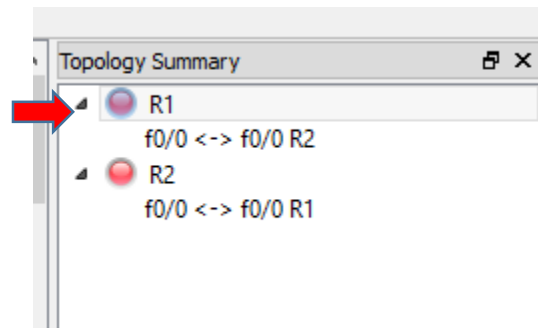 Topology Summary
R1
f0/0 <-> f0/0 R2
R2
f0/0 <-> f0/0 R1